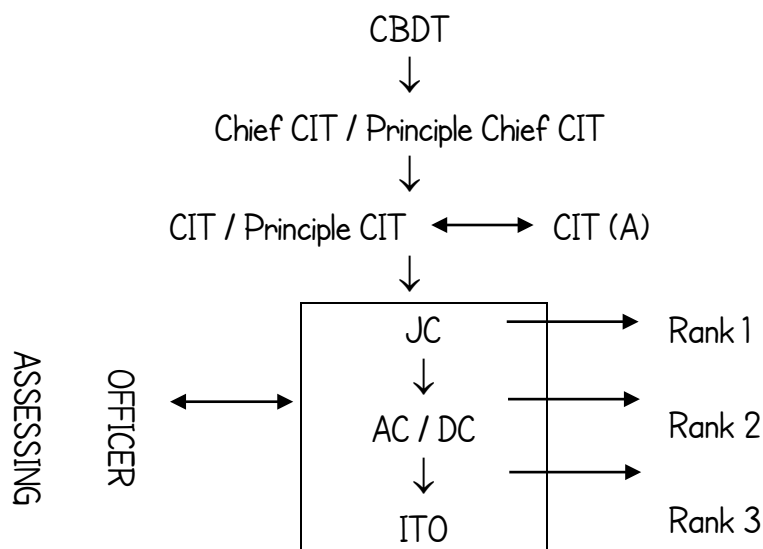 CBDT
Chief CIT / Principle Chief CIT
CIT / Principle CIT
CIT (A)
JC
Rank 1
ASSESSING
OFFICER
AC / DC
Rank 2
ITO
Rank 3